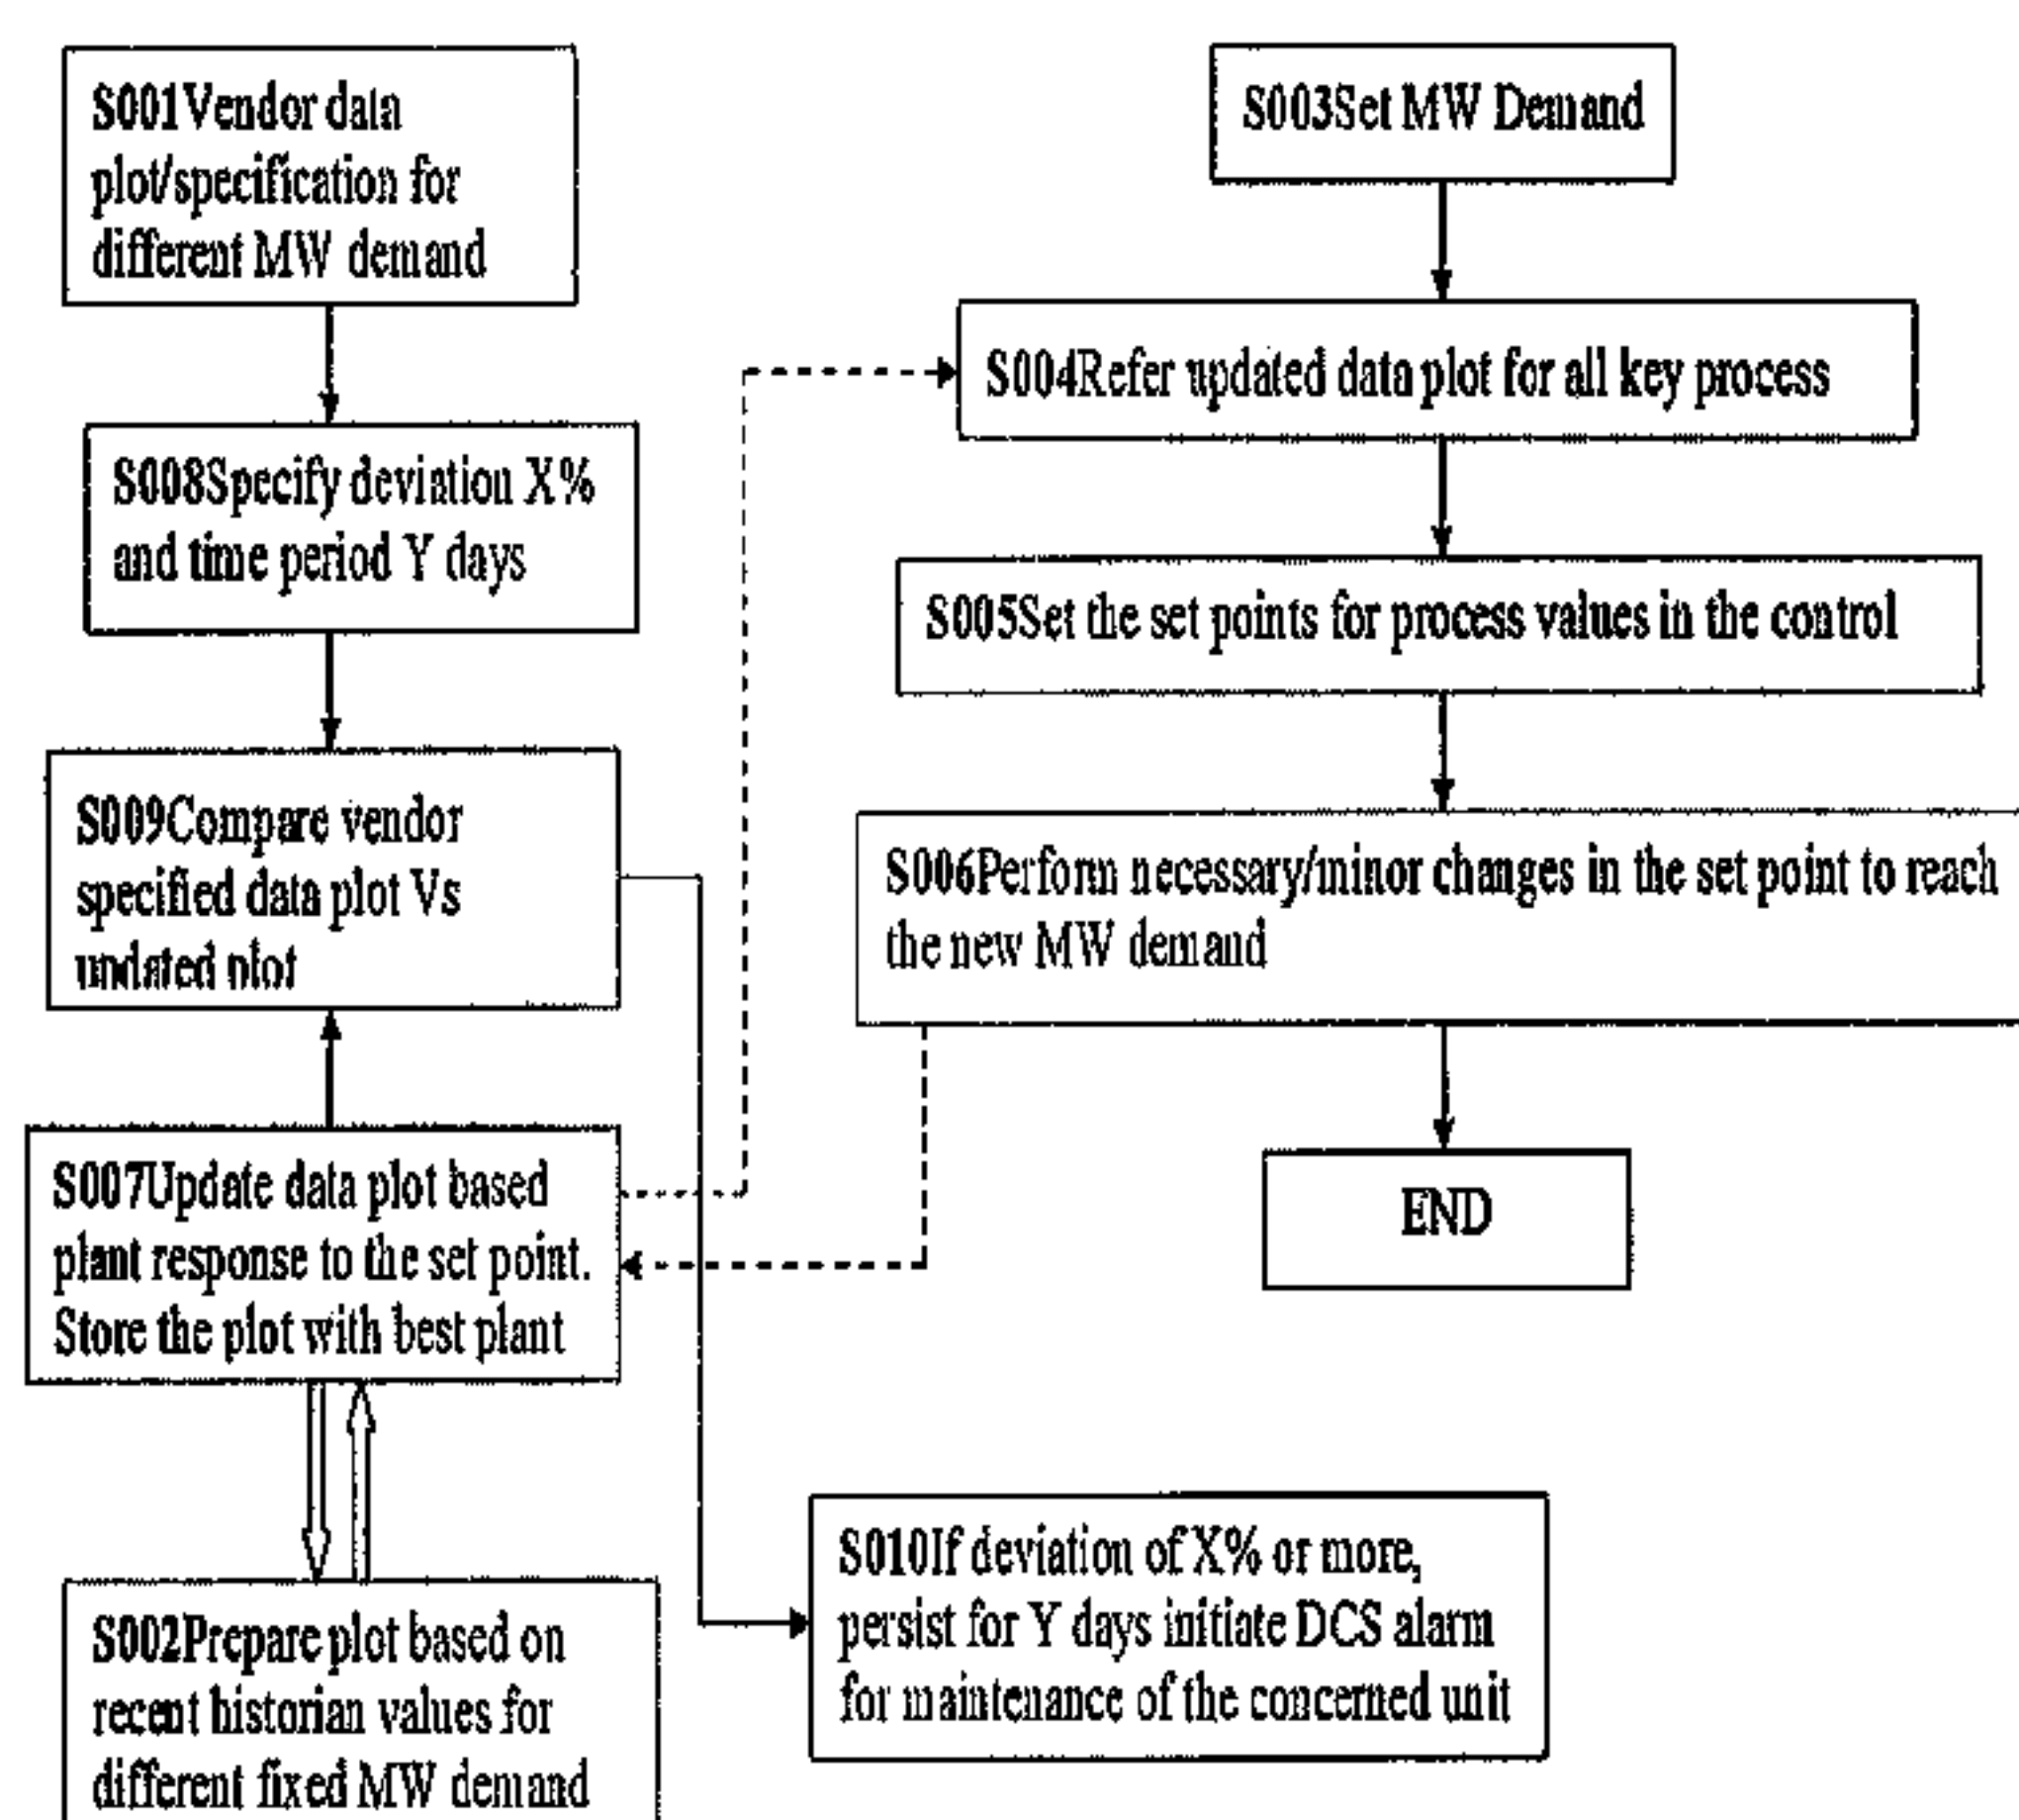 S001Vendor data
plot/specification for
different MW demand
S008Specify deviation X%
and time period Y days
S009Compare vendor
specified data plot Vs
undated plot
S007Update data plot based
plant response to the set point.
Store the plot with best plant
S002Prepare plot based on
recent historian values for
different fixed MW demand
S003Set MW Demand
S004Refer updated data plot for all key process
S005Set the set points for process values in the control
S006Perform necessary/minor changes in the set point to reach
the new MW demand
END
S010If deviation of X% or more,
persist for Y days initiate DCS alarm
for maintenance of the concerned unit